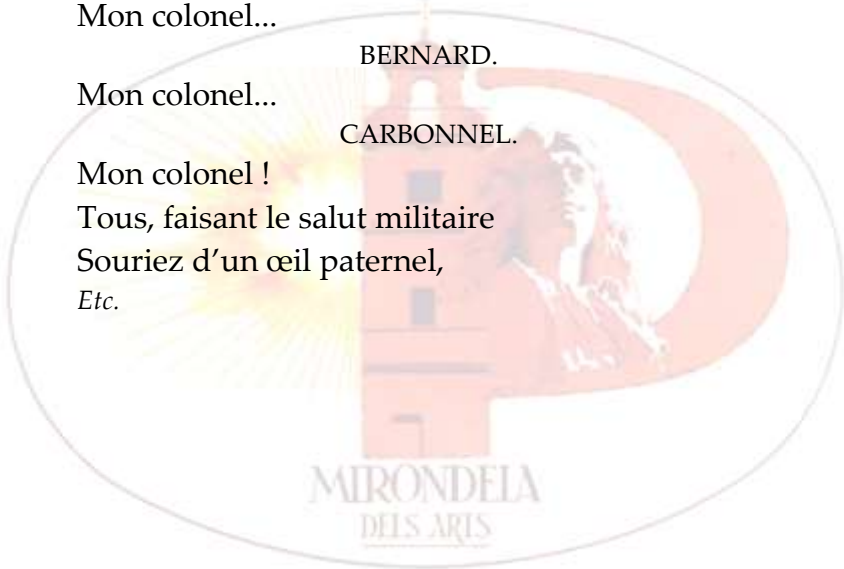 Mon colonel...
BERNARD.
Mon colonel...
CARBONNEL.
Mon colonel !
Tous, faisant le salut militaire
Souriez d’un œil paternel,
Etc.
MIRONDELA
DELS ARTS